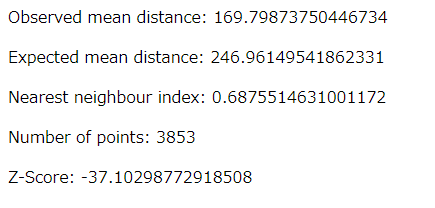 Observed mean distance: 169.79873750446734
Expected mean distance: 246.96149541862331
Nearest neighbour index: 0.6875514631001172
Number of points: 3853
Z-Score: -37.10298772918508